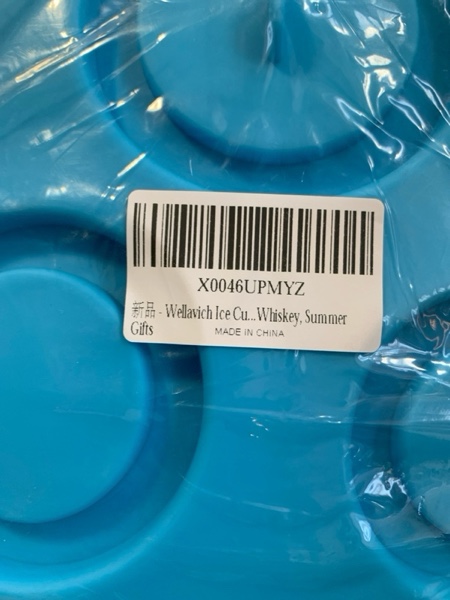 X0046UPMYZ
新品 - Wellavich Ice Cu...Whiskey, Summer
Gifts
MADE IN CHINA